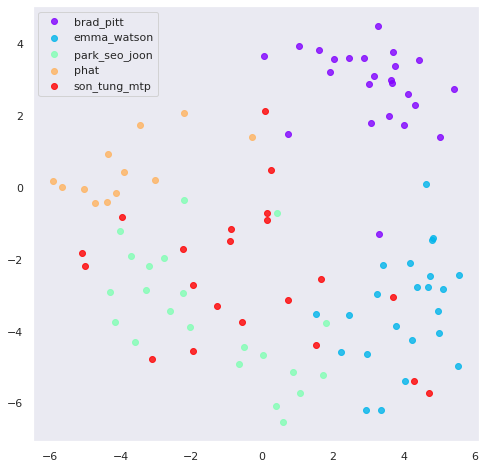 brad_pitt
emma_watson
park_seo_joon
phat
son_tung_mtp
4
2
0
−2
−4
−6
−6 −4 −2 0 2 4 6